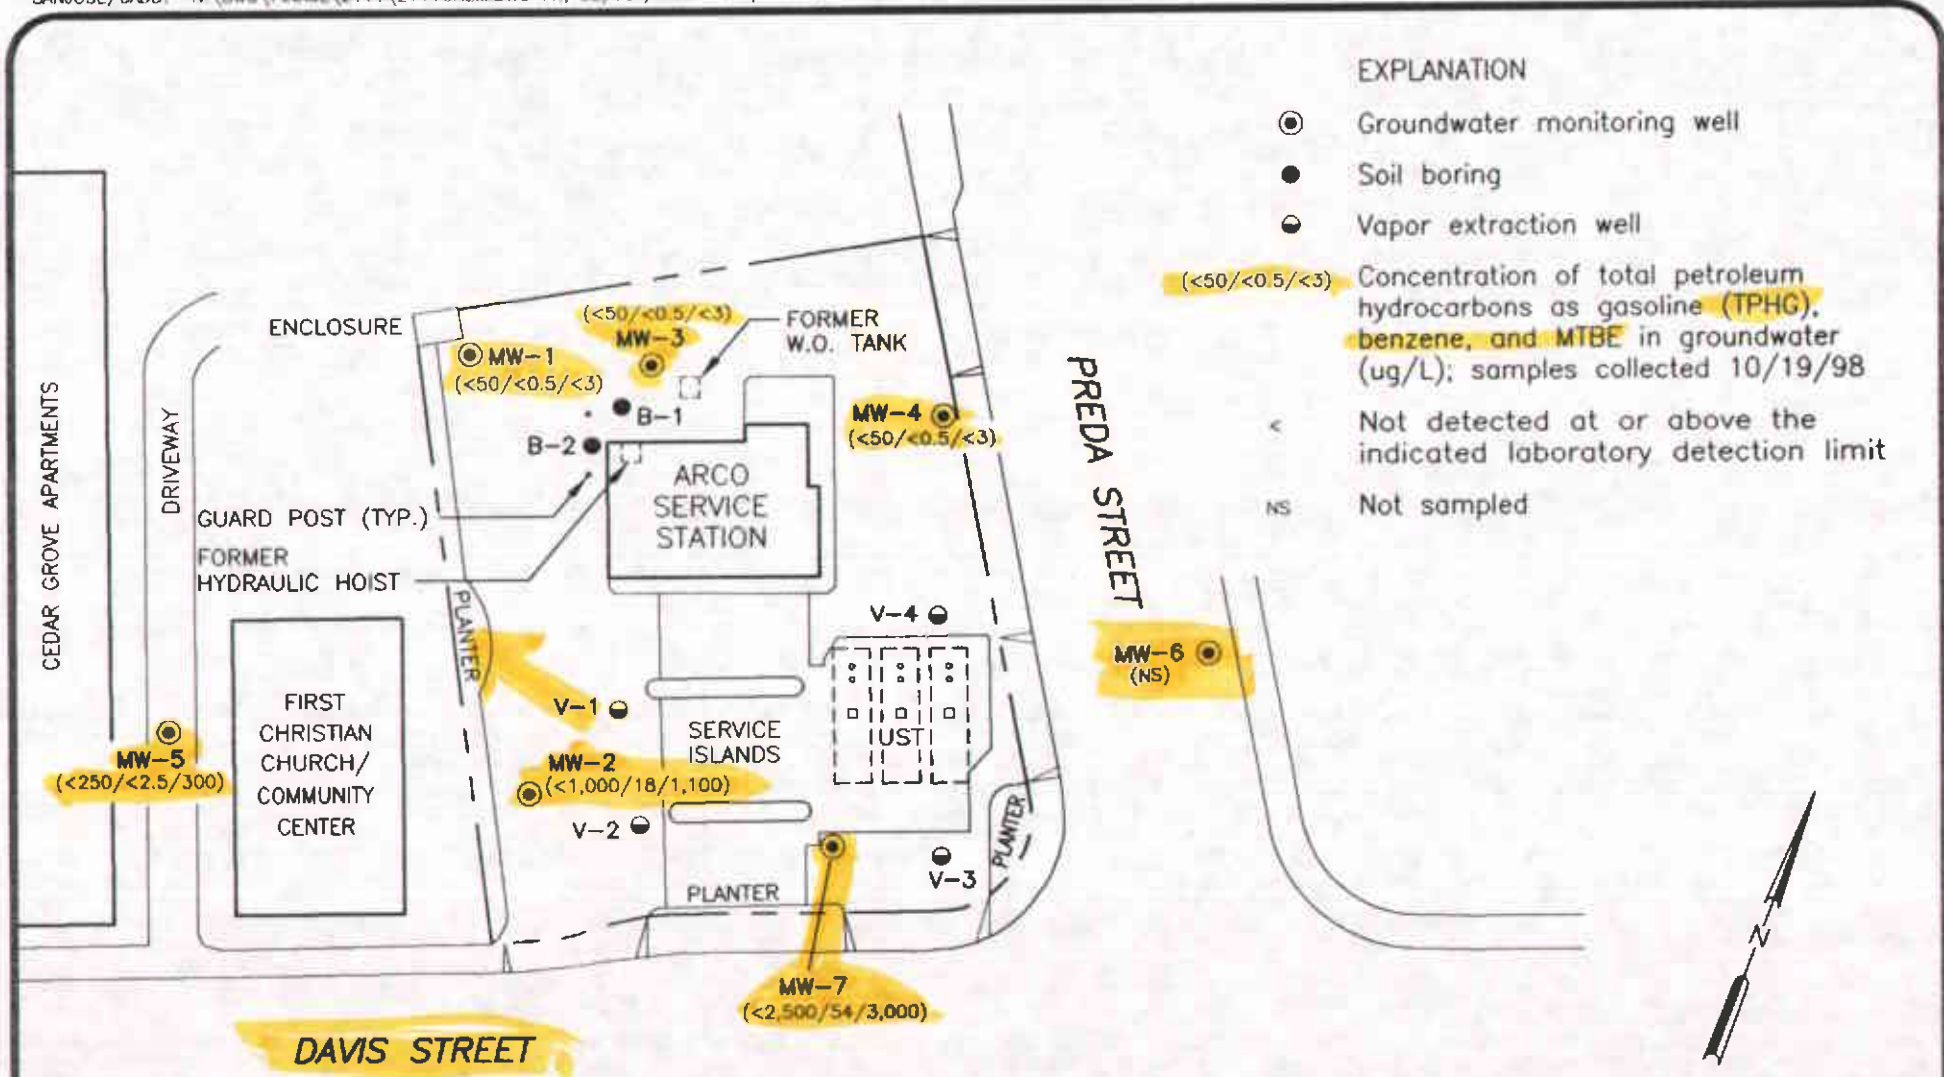 EXPLANATION
Groundwater monitoring well
Soil boring
Vapor extraction well
(<50/<0.5/<3) Concentration of total petroleum
hydrocarbons as gasoline (TPHG),
benzene, and MTBE in groundwater
(ug/L); samples collected 10/19/98
< Not detected at or above the
indicated laboratory detection limit
NS Not sampled
ENCLOSURE
(<50/<0.5/<3)
MW-3
FORMER
W.O. TANK
MW-1
(<50/<0.5/<3)
B-1
B-2
MW-4
(<50/<0.5/<3)
PREDA STREET
CEDAR GROVE APARTMENTS
DRIVEWAY
ARCO
SERVICE
STATION
GUARD POST (TYP.)
FORMER
HYDRAULIC HOIST
PLANTER
V-4
MW-6
(NS)
FIRST
CHRISTIAN
CHURCH/
COMMUNITY
CENTER
V-1
SERVICE
ISLANDS
UST
MW-5
(<250/<2.5/300)
MW-2
(<1,000/18/1,100)
V-2
PLANTER
V-3
PLANTER
MW-7
(<2,500/54/3,000)
DAVIS STREET
N